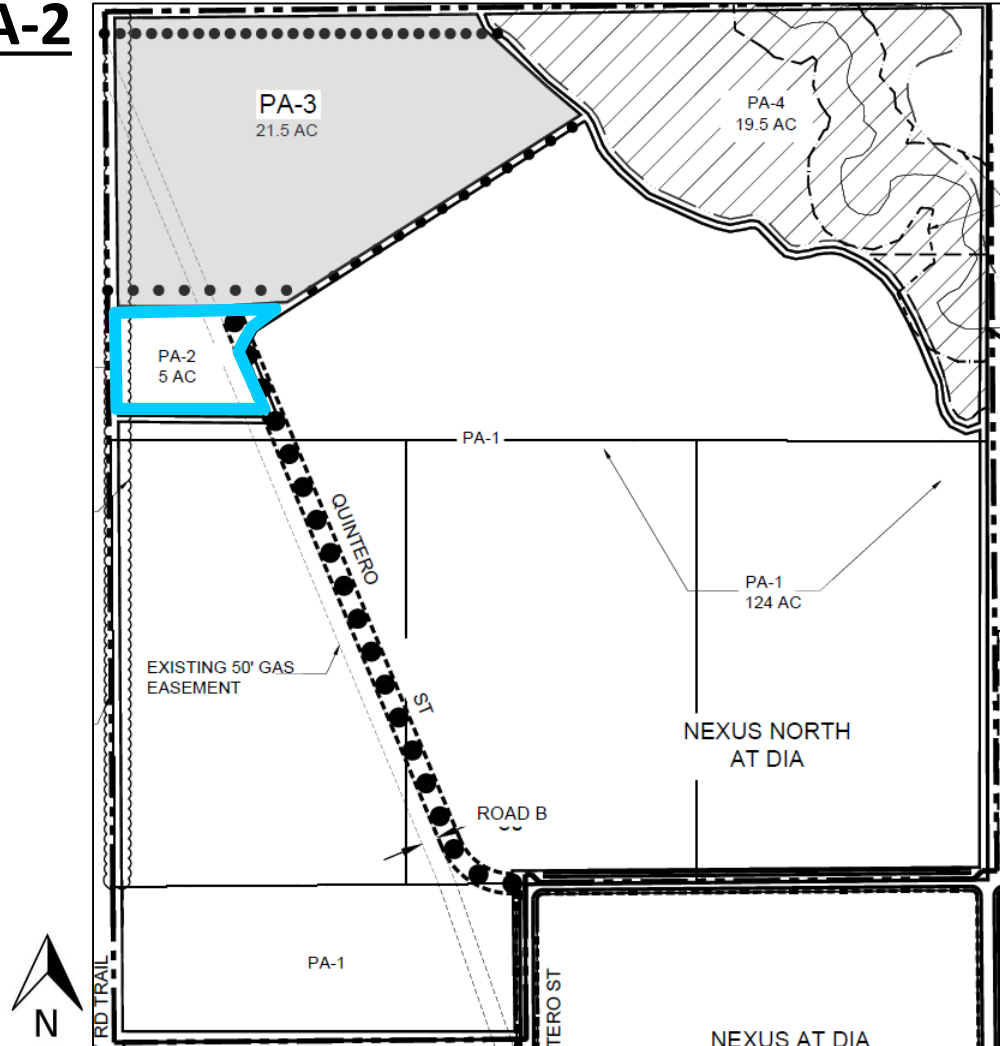 A-2
PA-3
21.5 AC
PA-4
19.5 AC
PA-2
5 AC
PA-1
QUINTERO
ST
PA-1
124 AC
EXISTING 50' GAS
EASEMENT
NEXUS NORTH
AT DIA
ROAD B
PA-1
N
RD TRAIL
TERO ST
NEXUS AT DIA